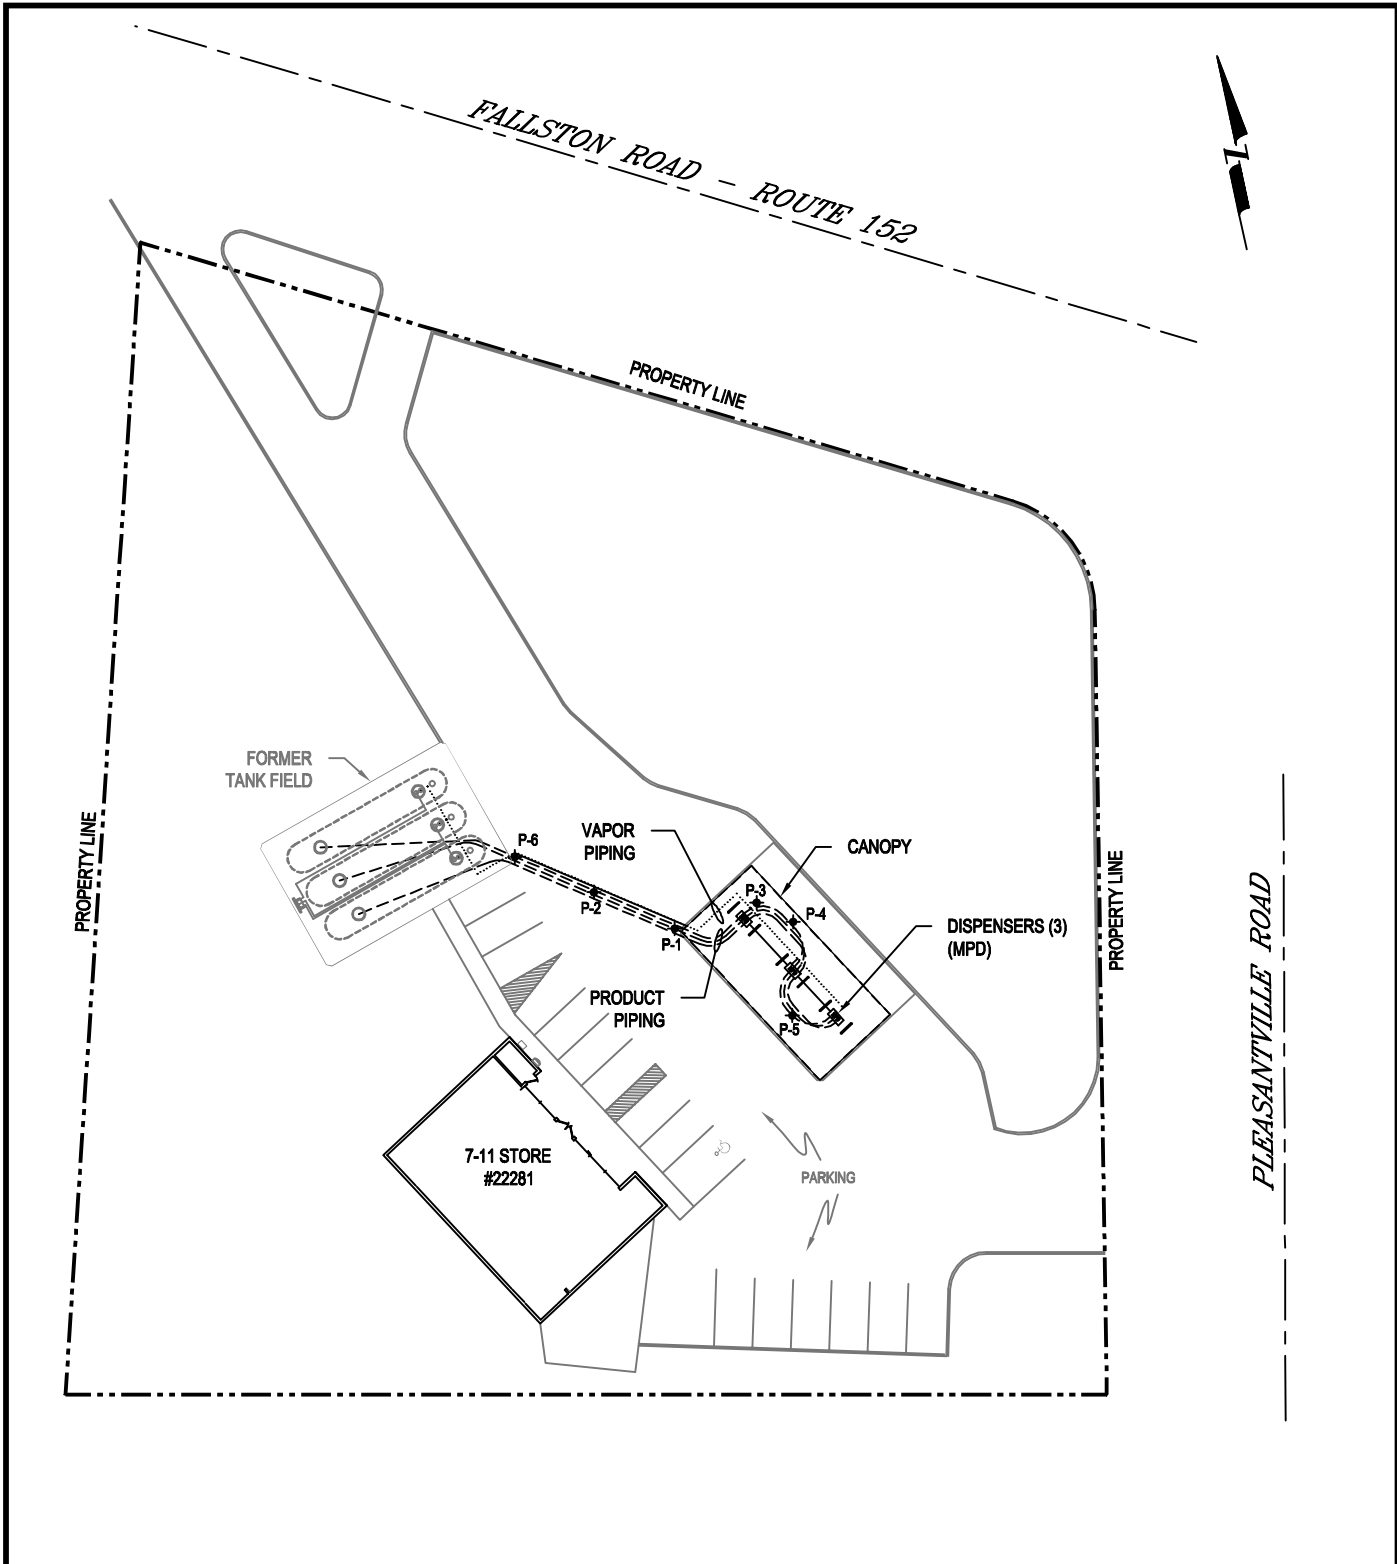 FALLSTON ROAD - ROUTE 152
N
PROPERTY LINE
FORMER
TANK FIELD
PROPERTY LINE
P-6
P-2
P-1
VAPOR
PIPING
P-3
P-4
CANOPY
DISPENSERS (3)
(MPD)
PRODUCT
PIPING
P-5
PROPERTY LINE
PLEASANTVILLE ROAD
7-11 STORE
#22281
PARKING